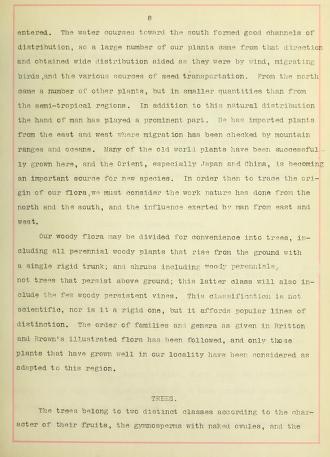 8
entered. The water courses toward the south formed good channels of
distribution, so a large number of our plants came from that direction
and obtained wide distribution aided as they were by wind, migrating
birds,and the various sources of seed transportation. From the north
came a number of other plants, but in smaller quantities than from
the semi-tropical regions. In addition to this natural distribution
the hand of man has played a prominent part. He has imported plants
from the east and west where migration has been checked by mountain
ranges and oceans. Many of the old world plants have been successful-
ly grown here, and the Orient, especially Japan and China, is becoming
an important source for new species. In order then to trace the ori-
gin of our flora,we must consider the work nature has done from the
north and the south, and the influence exerted by man from east and
west.
Our woody flora may be divided for convenience into trees, in-
cluding all perennial woody plants that rise from the ground with
a single rigid trunk; and shrubs including woody perennials,
not trees that persist above ground; this latter class will also in-
clude the few woody persistent vines. This classification is not
scientific, nor is it a rigid one, but it affords popular lines of
distinction. The order of families and genera as given in Britton
and Brown's illustrated flora has been followed, and only those
plants that have grown well in our locality have been considered as
adapted to this region.
TREES.
The trees belong to two distinct classes according to the char-
acter of their fruits, the gymnosperms with naked ovules, and the